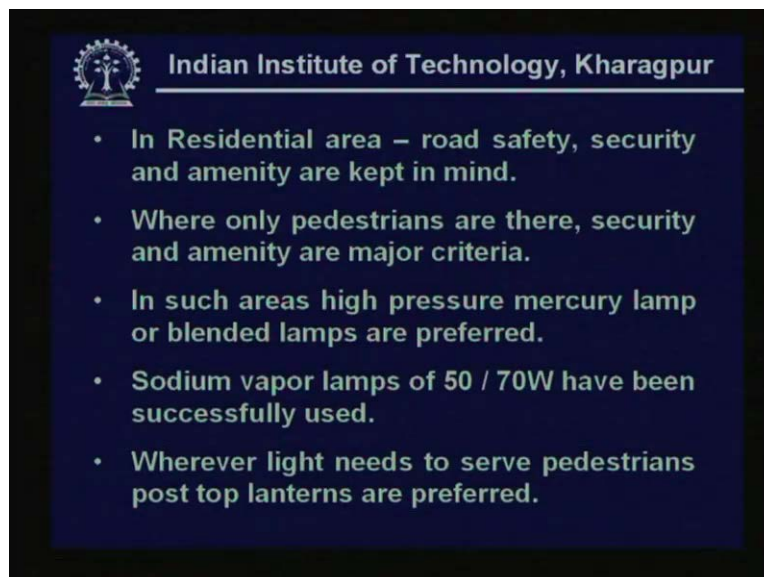 Indian Institute of Technology, Kharagpur
• In Residential area – road safety, security
and amenity are kept in mind.
• Where only pedestrians are there, security
and amenity are major criteria.
• In such areas high pressure mercury lamp
or blended lamps are preferred.
• Sodium vapor lamps of 50 / 70W have been
successfully used.
• Wherever light needs to serve pedestrians
post top lanterns are preferred.